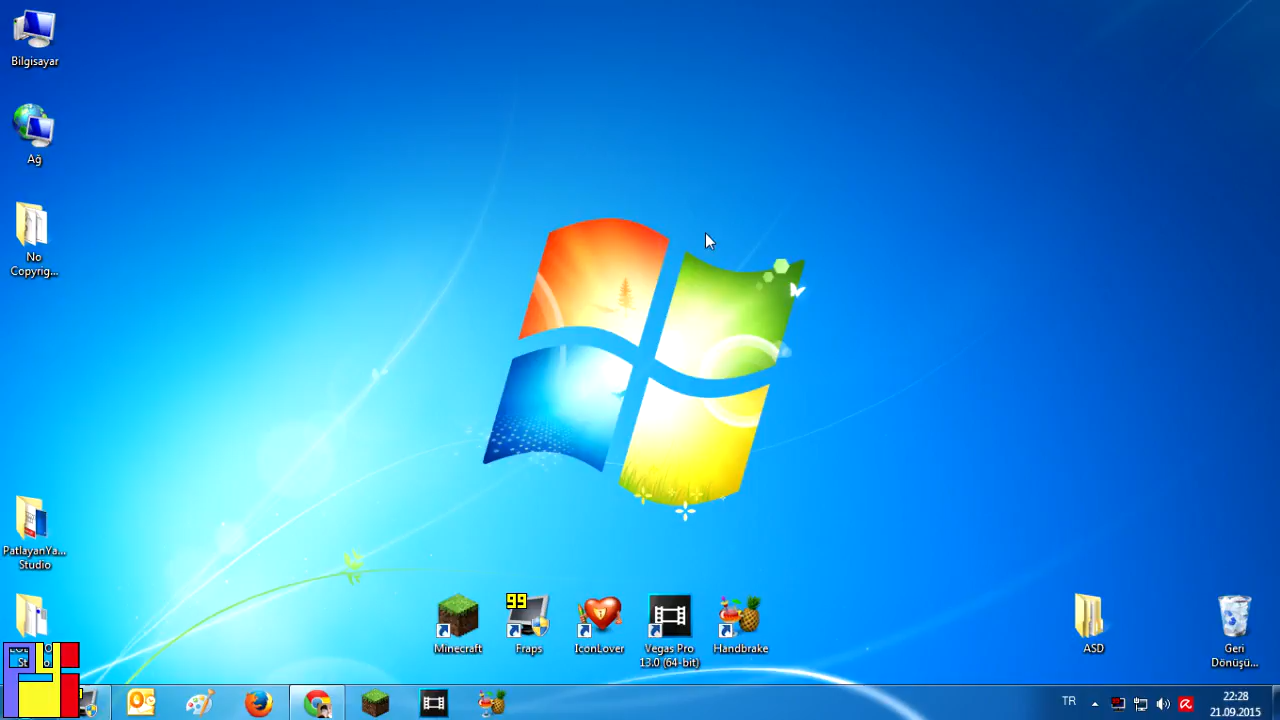 Bilgisayar
Ağ
No
Copyrig...
PatlayanYa...
Studio
99
Minecraft
Fraps
IconLover
Vegas Pro
13.0 (64-bit)
Handbrake
ASD
Geri
Dönüşü...
TR
22:28
21.09.2015